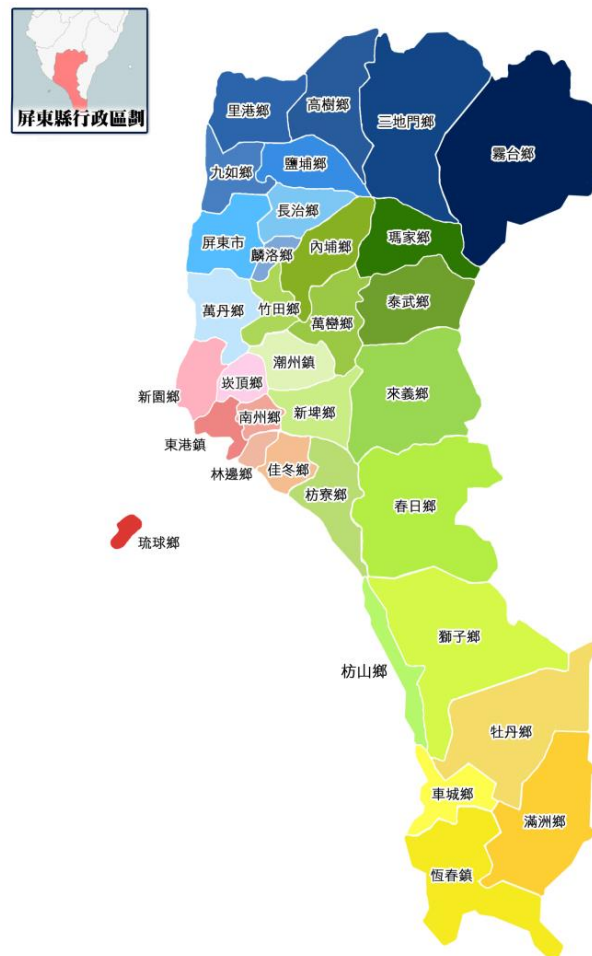 屏東縣行政區劃
里港鄉
高樹鄉
三地門鄉
霧台鄉
九如鄉
鹽埔鄉
長治鄉
屏東市
麟洛鄉
內埔鄉
瑪家鄉
萬丹鄉
竹田鄉
萬巒鄉
泰武鄉
潮州鎮
新園鄉
崁頂鄉
來義鄉
南州鄉
新埤鄉
東港鎮
林邊鄉
佳冬鄉
枋寮鄉
春日鄉
琉球鄉
獅子鄉
枋山鄉
牡丹鄉
車城鄉
滿洲鄉
恆春鎮